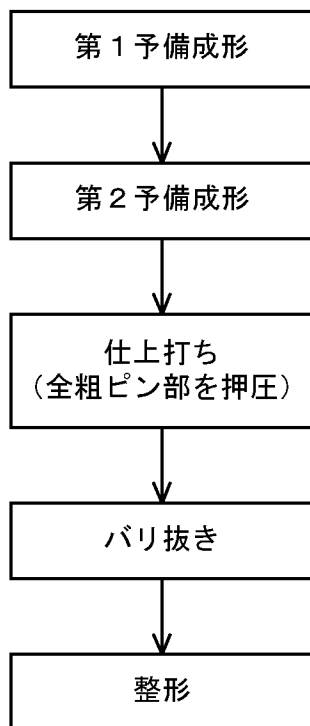 第１予備成形
第２予備成形
仕上打ち
（全粗ピン部を押圧）
バリ抜き
整形